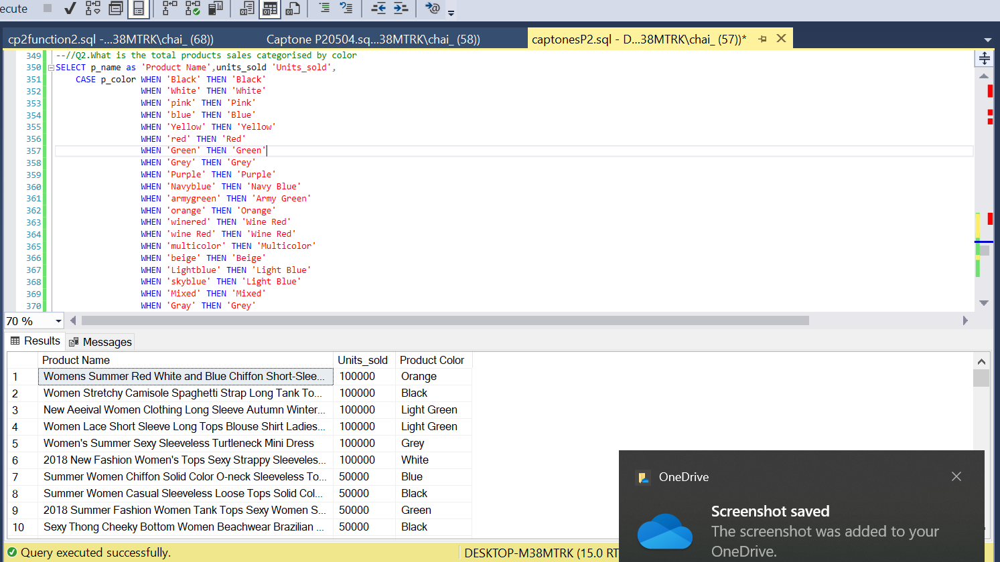 ecute
cp2function2.sql -...38MTRK\chai_ (68))
Captone P20504.sq...38MTRK\chai_ (58))
captonesP2.sql - D...38MTRK\chai_ (57))*
349 --//Q2.What is the total products sales categorised by color
350 SELECT p_name as 'Product Name',units_sold 'Units_sold',
351 CASE p_color WHEN 'Black' THEN 'Black'
352 WHEN 'White' THEN 'White'
353 WHEN 'pink' THEN 'Pink'
354 WHEN 'blue' THEN 'Blue'
355 WHEN 'Yellow' THEN 'Yellow'
356 WHEN 'red' THEN 'Red'
357 WHEN 'Green' THEN 'Green'
358 WHEN 'Grey' THEN 'Grey'
359 WHEN 'Purple' THEN 'Purple'
360 WHEN 'Navyblue' THEN 'Navy Blue'
361 WHEN 'armygreen' THEN 'Army Green'
362 WHEN 'orange' THEN 'Orange'
363 WHEN 'winered' THEN 'Wine Red'
364 WHEN 'wine Red' THEN 'Wine Red'
365 WHEN 'multicolor' THEN 'Multicolor'
366 WHEN 'beige' THEN 'Beige'
367 WHEN 'Lightblue' THEN 'Light Blue'
368 WHEN 'skyblue' THEN 'Light Blue'
369 WHEN 'Mixed' THEN 'Mixed'
370 WHEN 'Gray' THEN 'Grey'
70 %
Results Messages
Product Name Units_sold Product Color
1 Womens Summer Red White and Blue Chiffon Short-Slee... 100000 Orange
2 Women Stretchy Camisole Spaghetti Strap Long Tank To... 100000 Black
3 New Aeeival Women Clothing Long Sleeve Autumn Winter... 100000 Light Green
4 Women Lace Short Sleeve Long Tops Blouse Shirt Ladies... 100000 Light Green
5 Women's Summer Sexy Sleeveless Turtleneck Mini Dress 100000 Grey
6 2018 New Fashion Women's Tops Sexy Strappy Sleeveles... 100000 White
7 Summer Women Chiffon Solid Color O-neck Sleeveless To... 50000 Blue
8 Summer Women Casual Sleeveless Loose Tops Solid Col... 50000 Black
9 2018 Summer Fashion Women Tank Tops Sexy Women S... 50000 Green
10 Sexy Thong Cheeky Bottom Women Beachwear Brazilian ... 50000 Black
OneDrive
Screenshot saved
The screenshot was added to your
OneDrive.
Query executed successfully.
DESKTOP-M38MTRK (15.0 RT